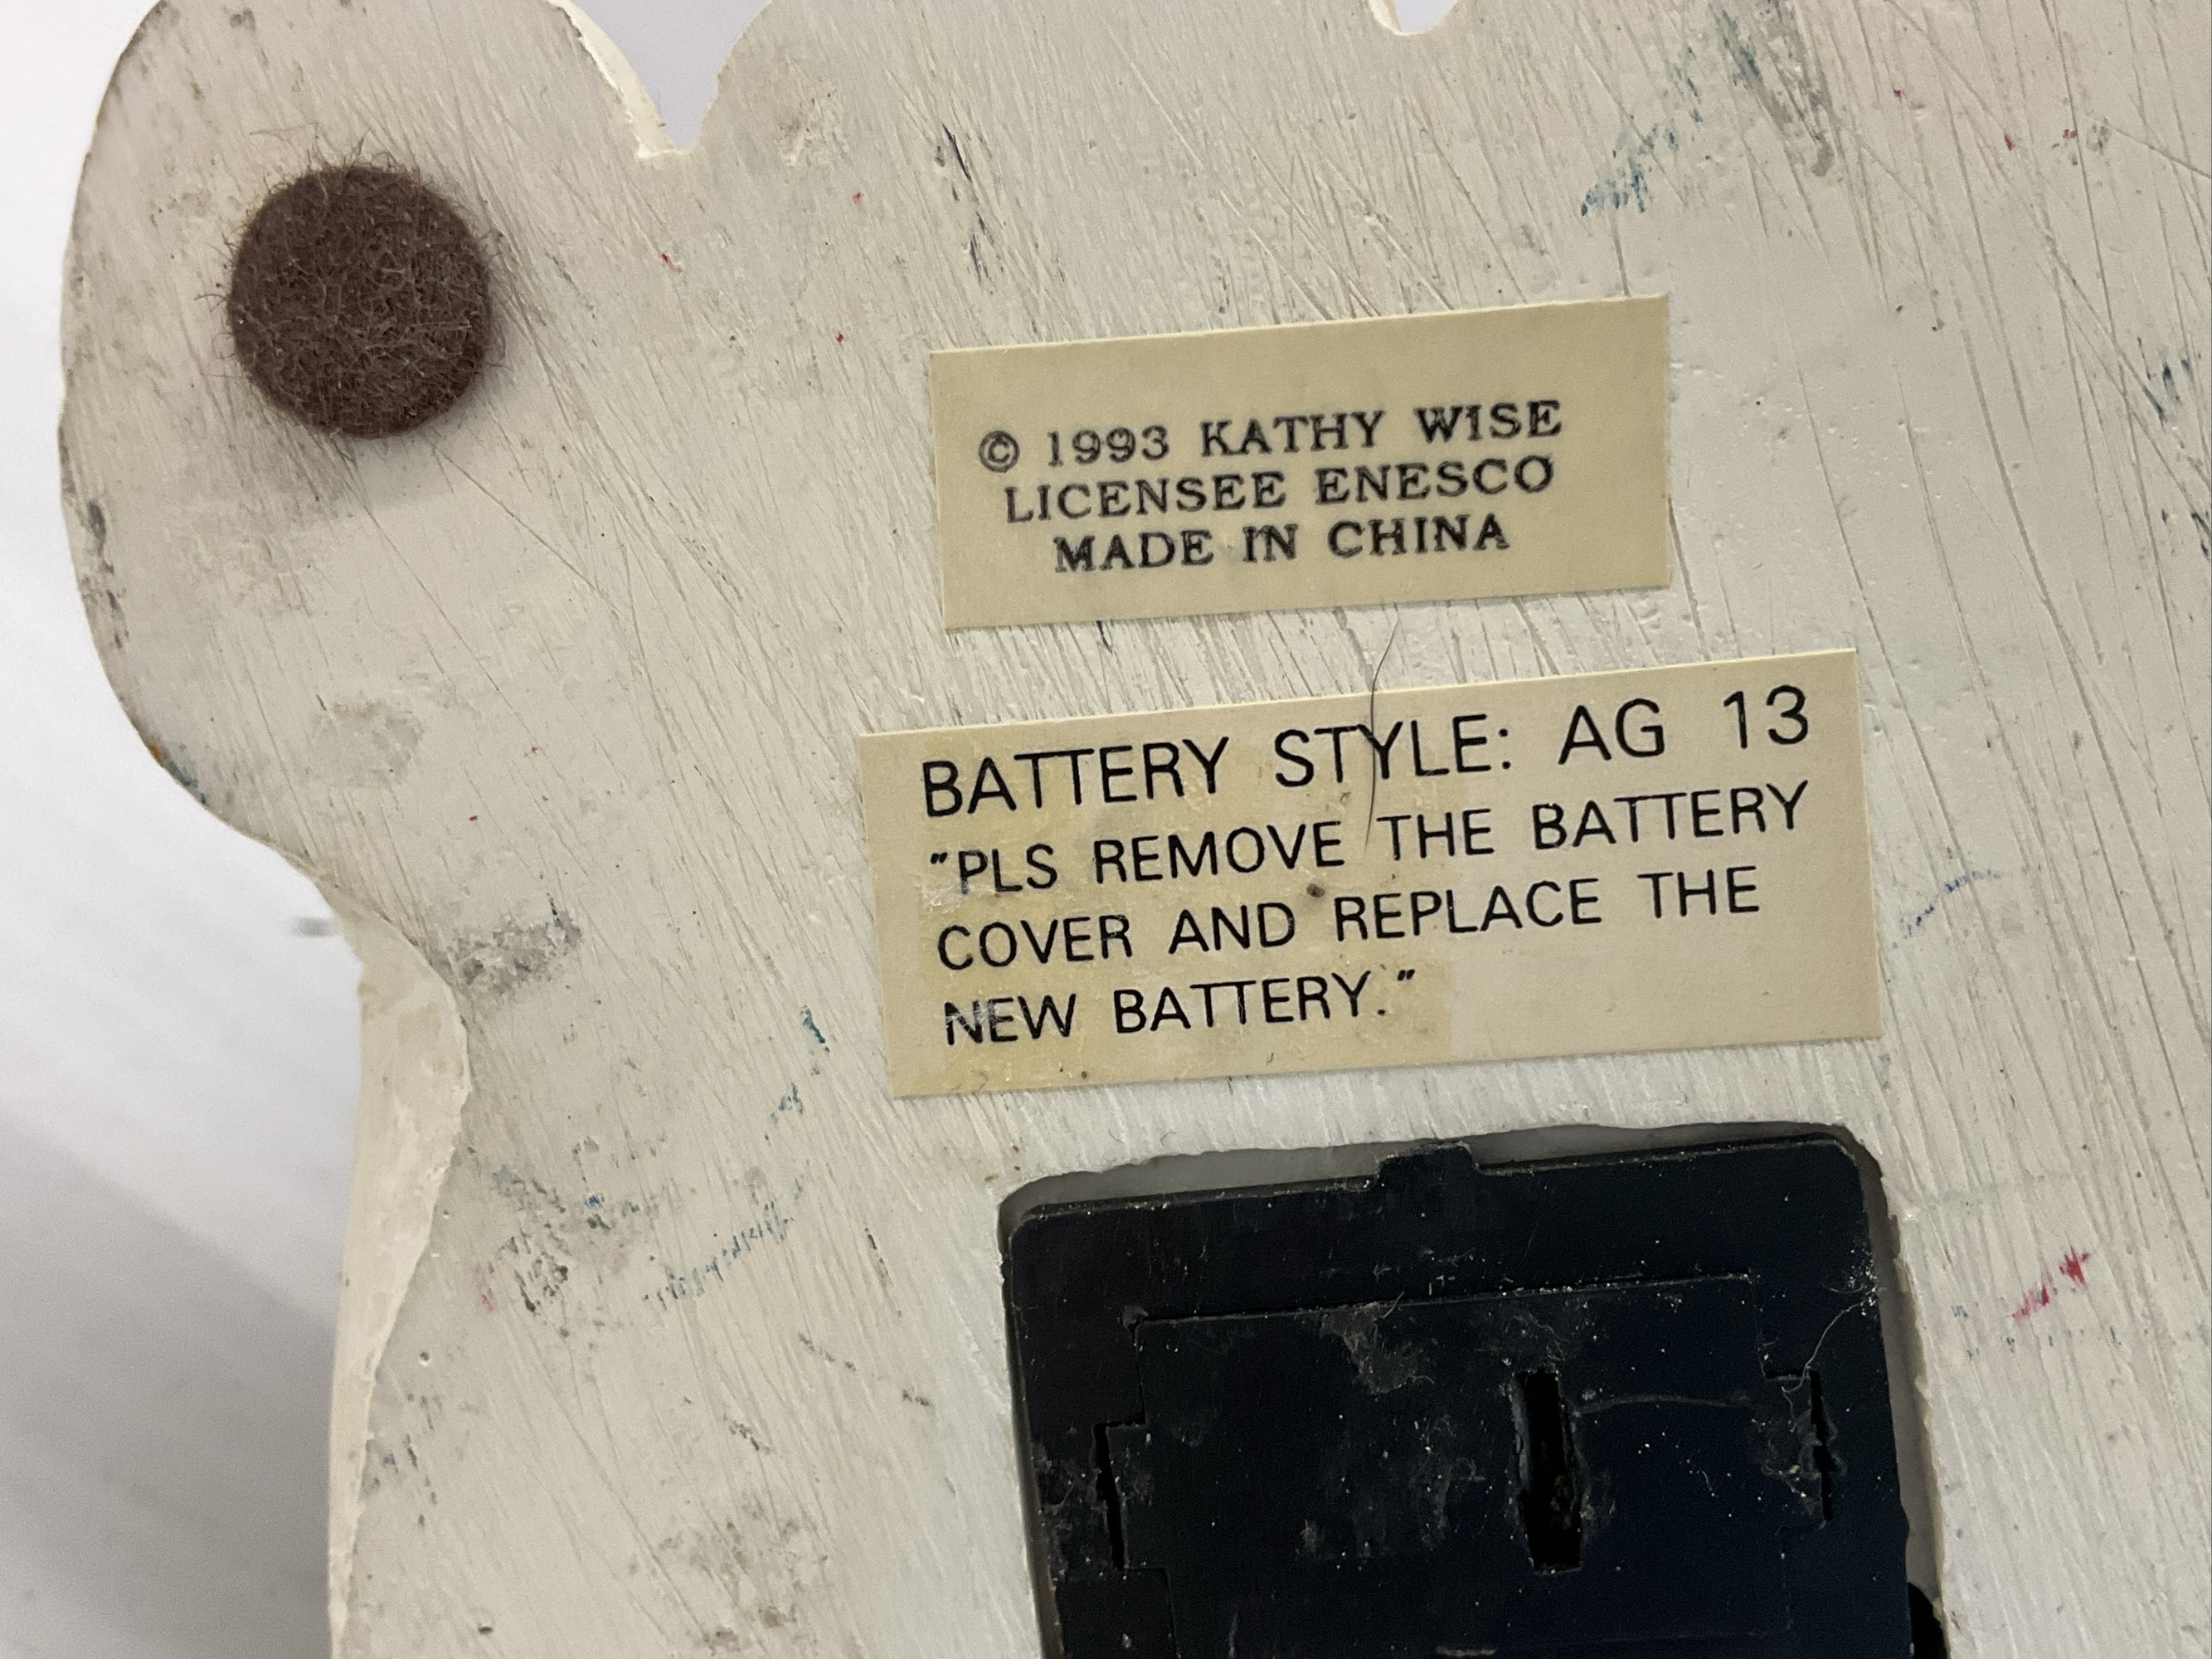 © 1993 KATHY WISE
LICENSEE ENESCO
MADE IN CHINA
BATTERY STYLE: AG 13
"PLS REMOVE THE BATTERY
COVER AND REPLACE THE
NEW BATTERY."